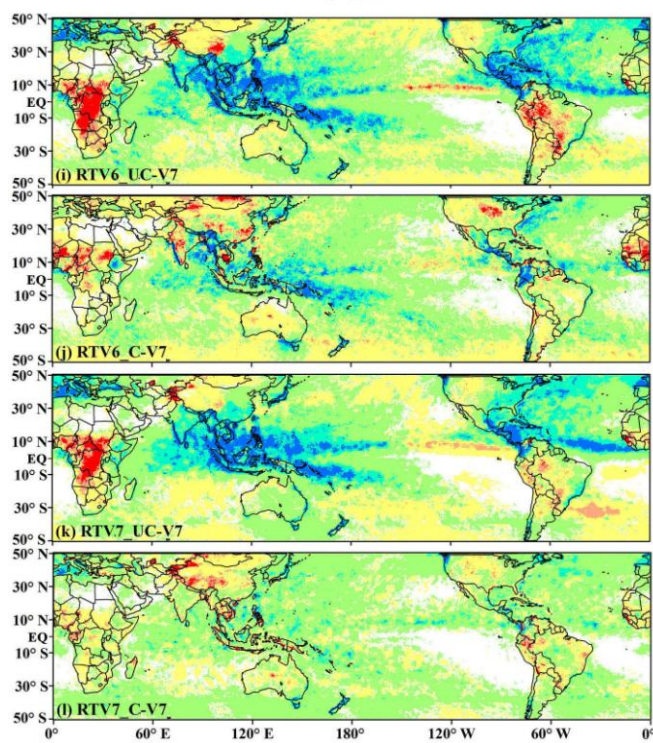 50° N
30° N
10° N
EQ
10° S
30° S
50° S
(i) RTV6_UC-V7
50° N
30° N
10° N
EQ
10° S
30° S
50° S
(j) RTV6_C-V7
50° N
30° N
10° N
EQ
10° S
30° S
50° S
(k) RTV7_UC-V7
50° N
30° N
10° N
EQ
10° S
30° S
50° S
(l) RTV7_C-V7
0° 60° E 120° E 180° 120° W 60° W 0°